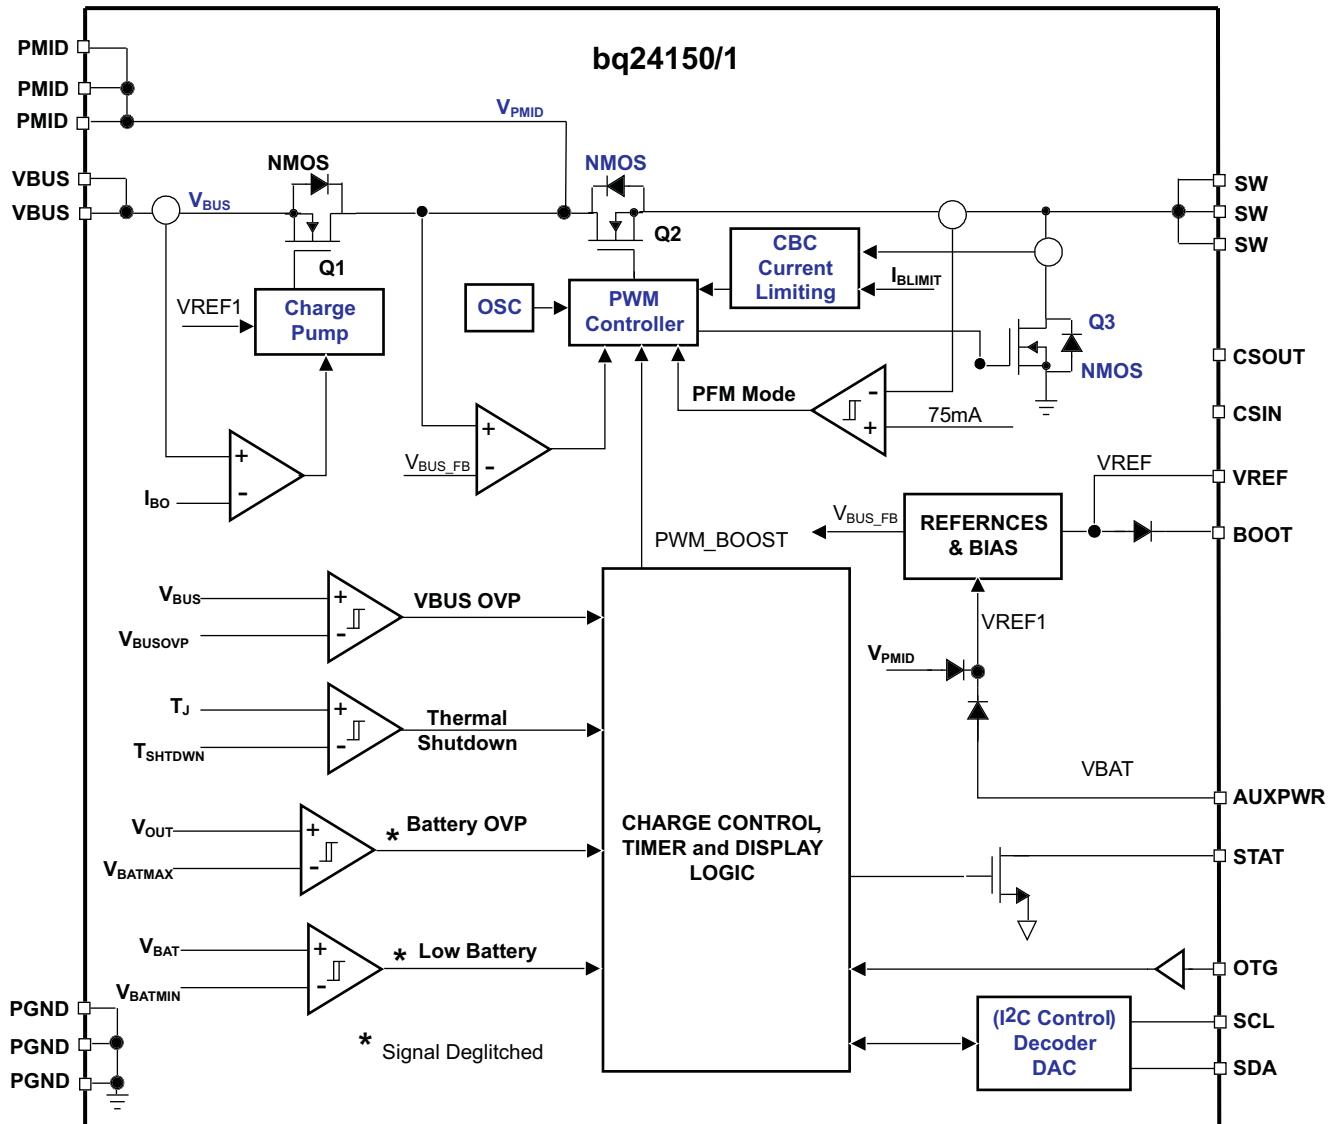 bq24150/1
PMID
PMID
PMID
VPMID
VBUS
VBUS
VBUS
NMOS
Q1
NMOS
Q2
SW
SW
SW
CBC
Current
Limiting
IBLIMIT
VREF1
Charge
Pump
OSC
PWM
Controller
Q3
NMOS
CSOUT
PFM Mode
-
+
75mA
CSIN
+
-
VBUS_FB
+
-
IBO
VREF
VREF
VBUS_FB
REFERNCES
& BIAS
BOOT
PWM_BOOST
VBUS
VBUSOVP
+
-
VBUS OVP
VREF1
VPMID
TJ
TSHTDWN
+
-
Thermal
Shutdown
VBAT
AUXPWR
VOUT
VBATMAX
+
-
* Battery OVP
CHARGE CONTROL,
TIMER and DISPLAY
LOGIC
STAT
VBAT
VBATMIN
+
-
* Low Battery
OTG
PGND
PGND
PGND
* Signal Deglitched
(I2C Control)
Decoder
DAC
SCL
SDA